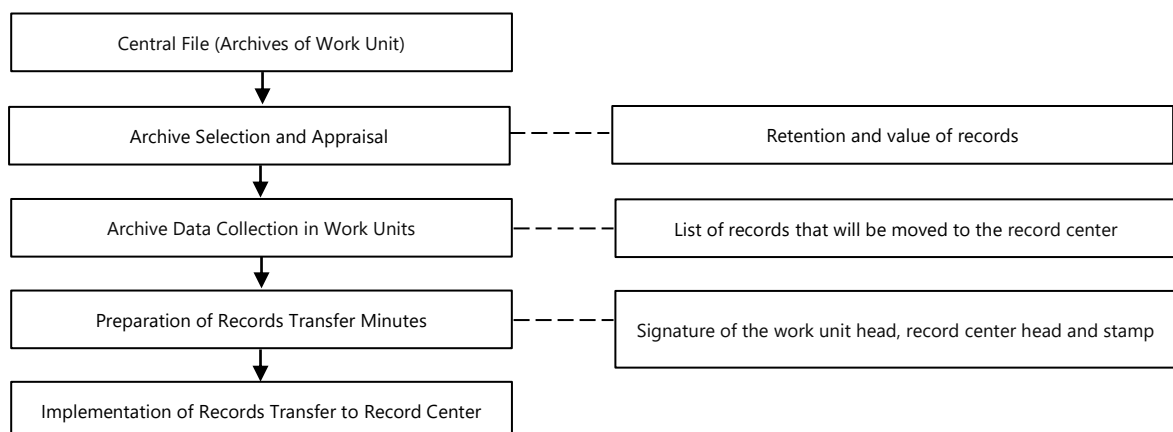 Central File (Archives of Work Unit)
Archive Selection and Appraisal
Retention and value of records
Archive Data Collection in Work Units
List of records that will be moved to the record center
Preparation of Records Transfer Minutes
Signature of the work unit head, record center head and stamp
Implementation of Records Transfer to Record Center